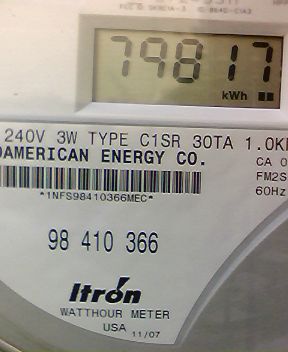 79817
kWh
240V 3W TYPE C1SR 30TA 1.0K
AMERICAN ENERGY CO.
CA 0
FM2S
60Hz
*1NFS98410366MEC*
98 410 366
Itron
WATTHOUR METER
USA 11/07